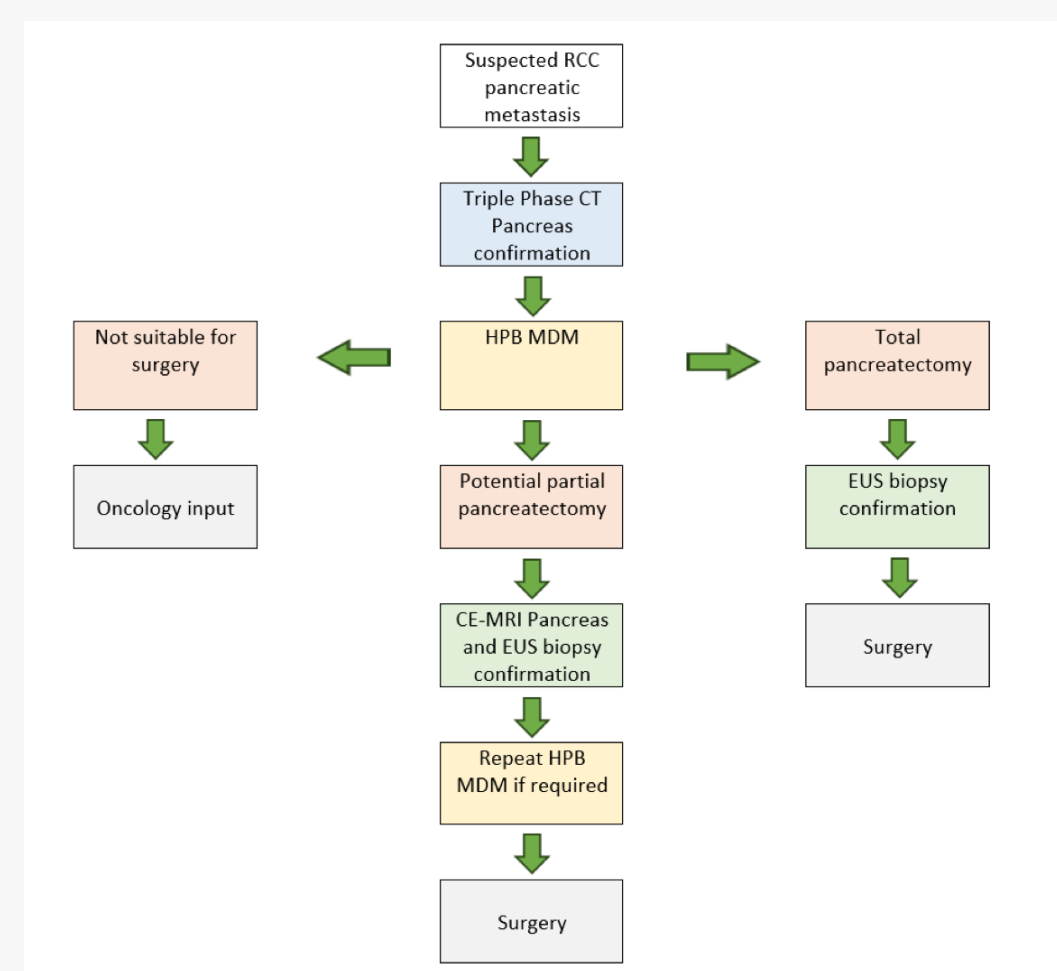 Suspected RCC
pancreatic
metastasis
Triple Phase CT
Pancreas
confirmation
Not suitable for
surgery
HPB MDM
Total
pancreatectomy
Oncology input
Potential partial
pancreatectomy
EUS biopsy
confirmation
CE-MRI Pancreas
and EUS biopsy
confirmation
Surgery
Repeat HPB
MDM if required
Surgery